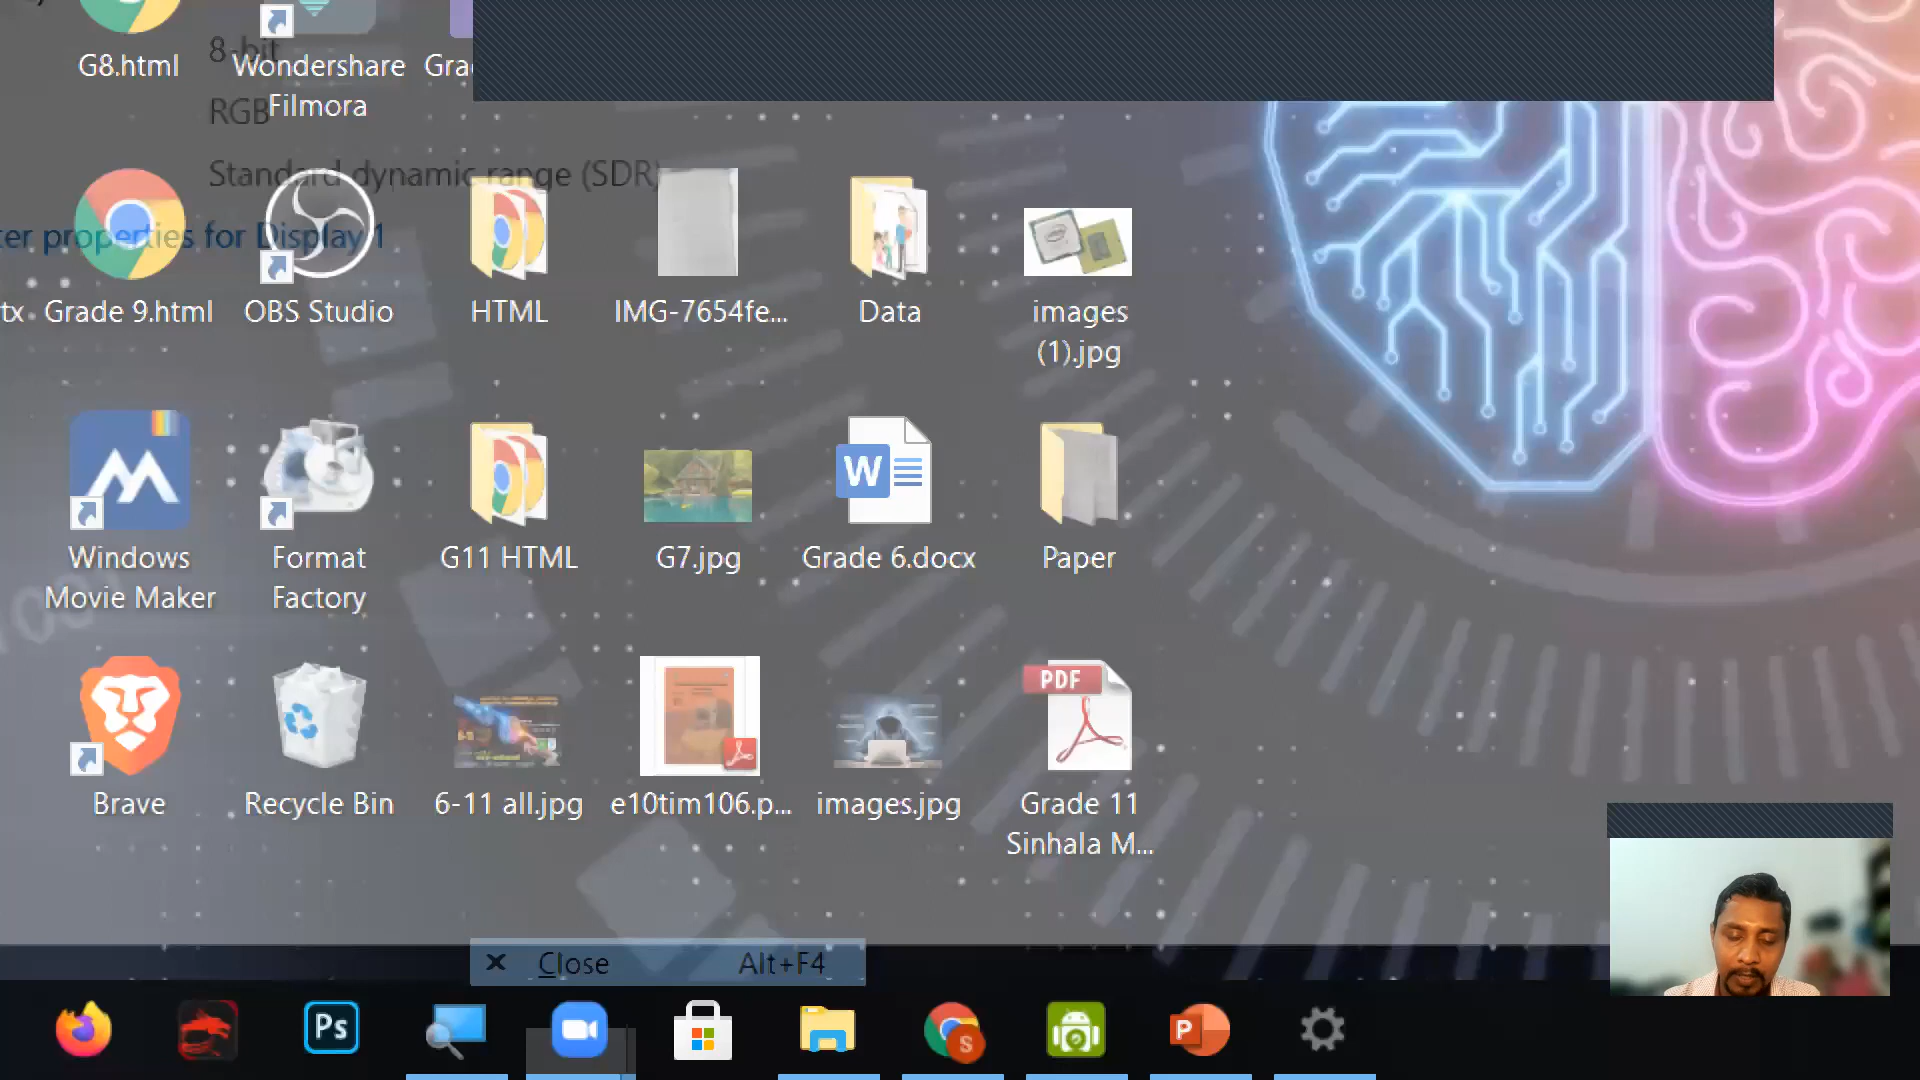 G8.html
Wondershare
Filmora
Gra
8-bit
RGB
Standard dynamic range (SDR)
ter properties for Display 1
tx
Grade 9.html
OBS Studio
HTML
IMG-7654fe...
Data
images
(1).jpg
Windows
Movie Maker
Format
Factory
G11 HTML
G7.jpg
W
Grade 6.docx
Paper
Brave
Recycle Bin
6-11 all.jpg
e10tim106.p...
images.jpg
PDF
Grade 11
Sinhala M...
Close Alt+F4
Ps
S
P